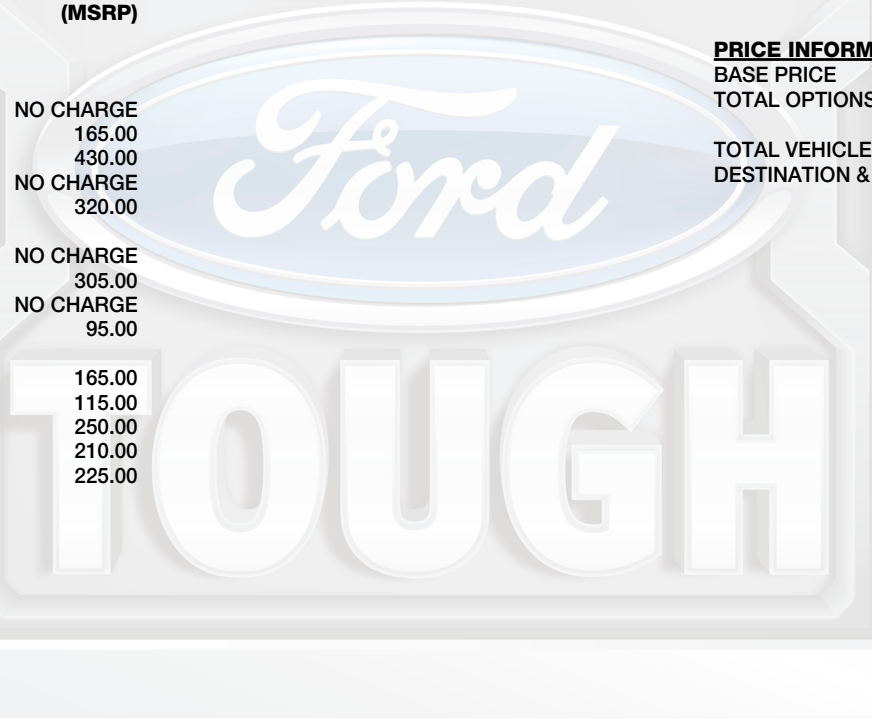 (MSRP)
NO CHARGE
165.00
430.00
NO CHARGE
320.00
NO CHARGE
305.00
NO CHARGE
95.00
165.00
115.00
250.00
210.00
225.00
PRICE INFORM
BASE PRICE
TOTAL OPTIONS
TOTAL VEHICLE
DESTINATION &
Ford
TOUGH